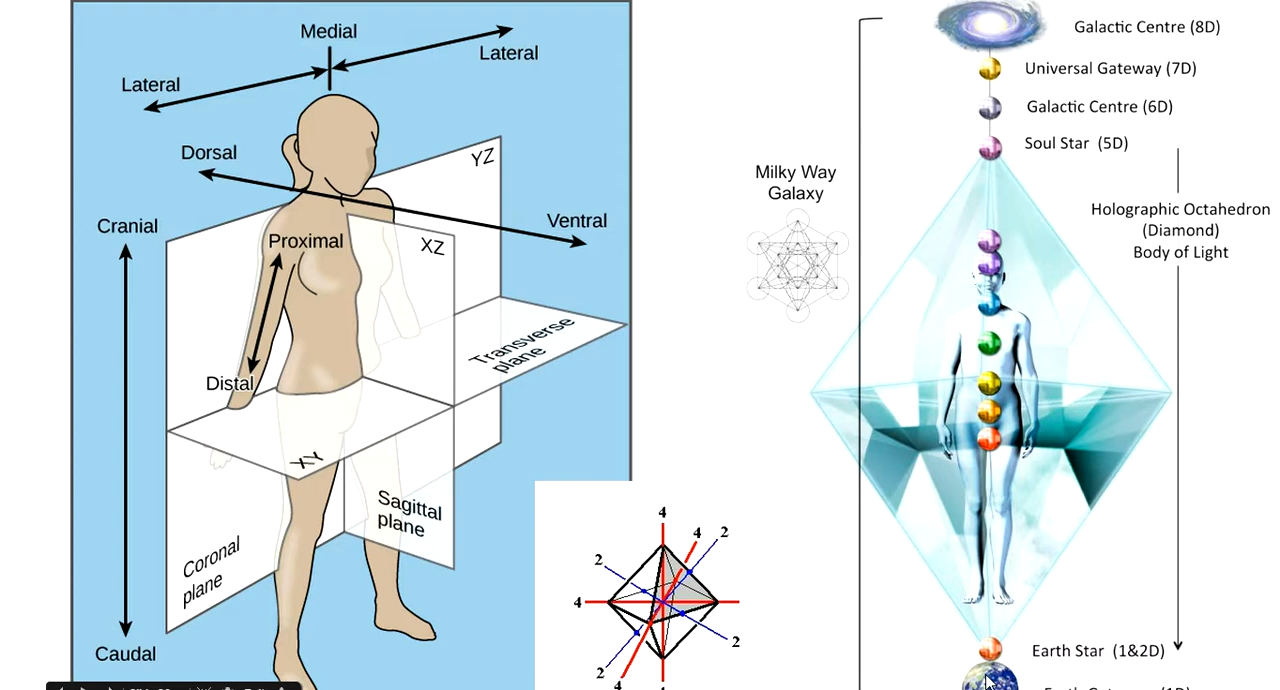 Medial
Lateral
Lateral
Dorsal
YZ
Cranial
Ventral
Proximal
XZ
Transverse
plane
Distal
XY
Sagittal
plane
Coronal
plane
Caudal
4
4
2
2
4
2
2
4
Milky Way
Galaxy
Galactic Centre (8D)
Universal Gateway (7D)
Galactic Centre (6D)
Soul Star (5D)
Holographic Octahedron
(Diamond)
Body of Light
Earth Star (1&2D)